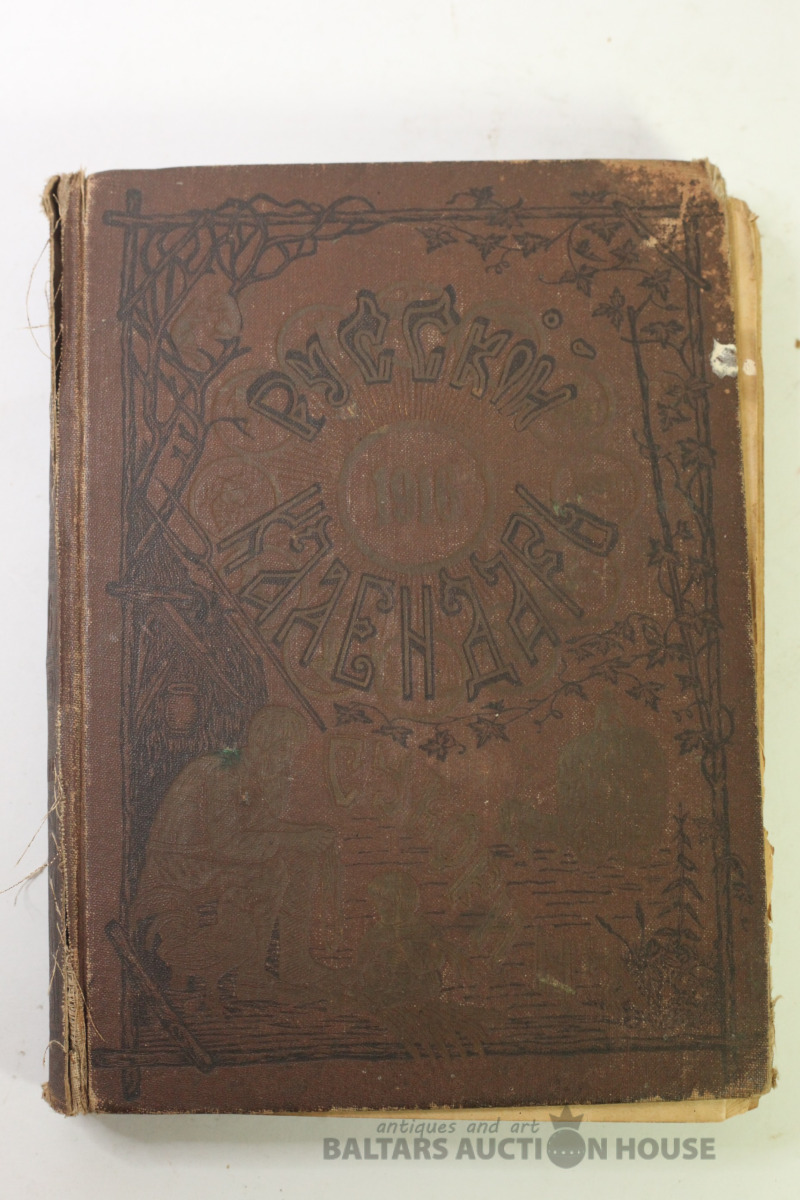 РУССКІЙ
1916
КАЛЕНДАРЬ
antiques and art
BALTARS AUCTION HOUSE